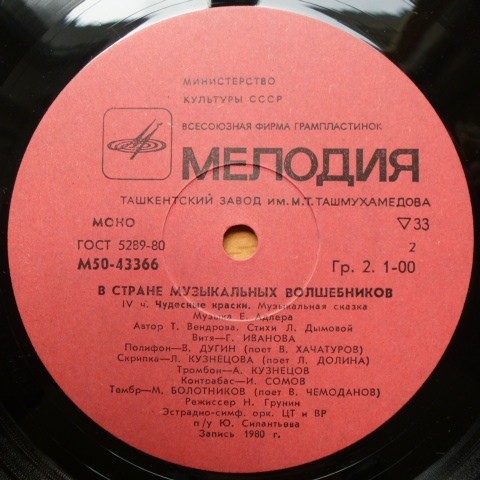 МИНИСТЕРСТВО
КУЛЬТУРЫ СССР
ВСЕСОЮЗНАЯ ФИРМА ГРАМПЛАСТИНОК
МЕЛОДИЯ
ТАШКЕНТСКИЙ ЗАВОД ИМ. М.Т. ТАШМУХАМЕДОВА
МОНО ▽33
ГОСТ 5289-80 2
М50-43366 Гр. 2. 1-00
В СТРАНЕ МУЗЫКАЛЬНЫХ ВОЛШЕБНИКОВ
IV ч. Чудесные краски. Музыкальная сказка
Музыка Е. Адлера
Автор Т. Вендрова. Стихи Л. Дымовой
Витя—Г. ИВАНОВА
Полифон—В. ДУГИН (поет В. ХАЧАТУРОВ)
Скрипка—Л. КУЗНЕЦОВА (поет Л. ДОЛИНА)
Тромбон—А. КУЗНЕЦОВ
Контрабас—И. СОМОВ
Тембр—М. БОЛОТНИКОВ (поет В. ЧЕМОДАНОВ)
Режиссер Н. Грунин
Эстрадно-симф. орк. ЦТ и ВР
п/у Ю. Силантьева
Запись 1980 г.